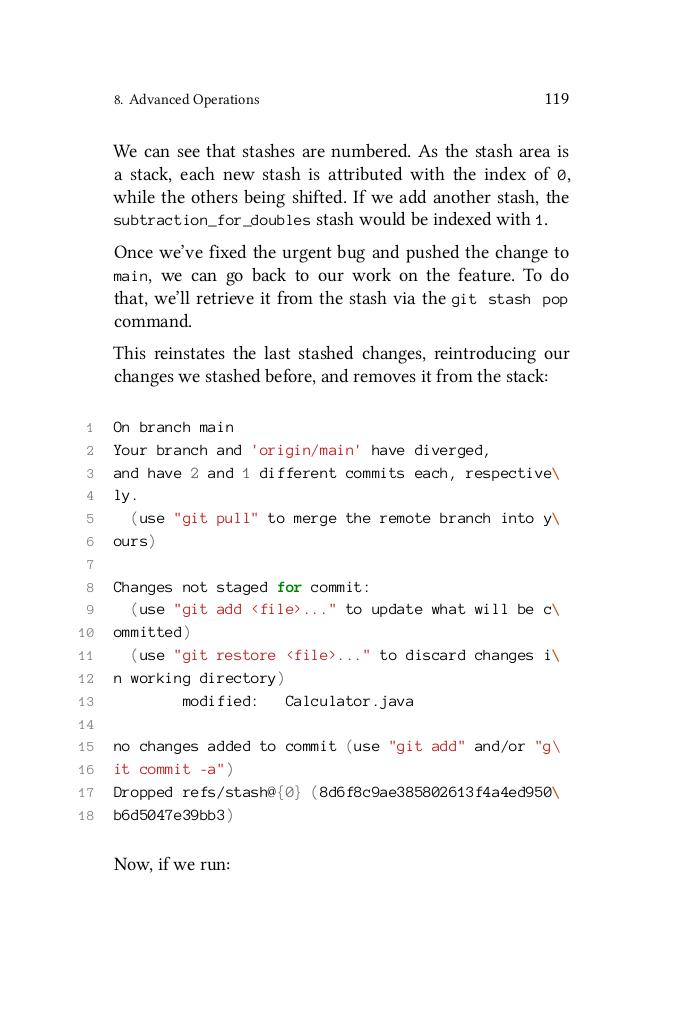 8. Advanced Operations 119
We can see that stashes are numbered. As the stash area is
a stack, each new stash is attributed with the index of 0,
while the others being shifted. If we add another stash, the
subtraction_for_doubles stash would be indexed with 1.
Once we've fixed the urgent bug and pushed the change to
main, we can go back to our work on the feature. To do
that, we'll retrieve it from the stash via the git stash pop
command.
This reinstates the last stashed changes, reintroducing our
changes we stashed before, and removes it from the stack:
1 On branch main
2 Your branch and 'origin/main' have diverged,
3 and have 2 and 1 different commits each, respective\
4 ly.
5   (use "git pull" to merge the remote branch into y\
6 ours)
7
8 Changes not staged for commit:
9   (use "git add <file>..." to update what will be c\
10 ommitted)
11   (use "git restore <file>..." to discard changes i\
12 n working directory)
13         modified:   Calculator.java
14
15 no changes added to commit (use "git add" and/or "g\
16 it commit -a")
17 Dropped refs/stash@{0} (8d6f8c9ae385802613f4a4ed950\
18 b6d5047e39bb3)
Now, if we run: